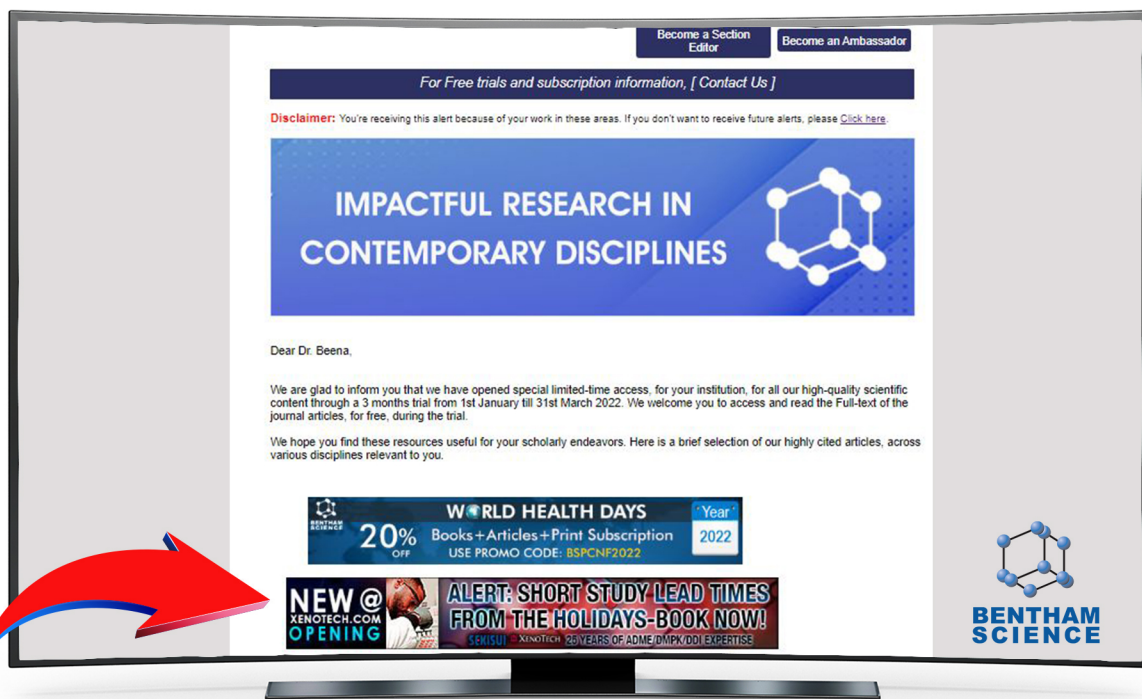 Become a Section
Editor
Become an Ambassador
For Free trials and subscription information, [ Contact Us ]
Disclaimer: You're receiving this alert because of your work in these areas. If you don't want to receive future alerts, please Click here.
IMPACTFUL RESEARCH IN
CONTEMPORARY DISCIPLINES
Dear Dr. Beena,
We are glad to inform you that we have opened special limited-time access, for your institution, for all our high-quality scientific
content through a 3 months trial from 1st January till 31st March 2022. We welcome you to access and read the Full-text of the
journal articles, for free, during the trial.
We hope you find these resources useful for your scholarly endeavors. Here is a brief selection of our highly cited articles, across
various disciplines relevant to you.
BENTHAM
SCIENCE
WORLD HEALTH DAYS
20% OFF
Books+Articles+Print Subscription
USE PROMO CODE: BSPCNF2022
Year
2022
NEW @
XENOTECH.COM
OPENING
ALERT: SHORT STUDY LEAD TIMES
FROM THE HOLIDAYS-BOOK NOW!
SEKISUI XENOTECH 25 YEARS OF ADME/DMPK/DDI EXPERTISE
BENTHAM
SCIENCE